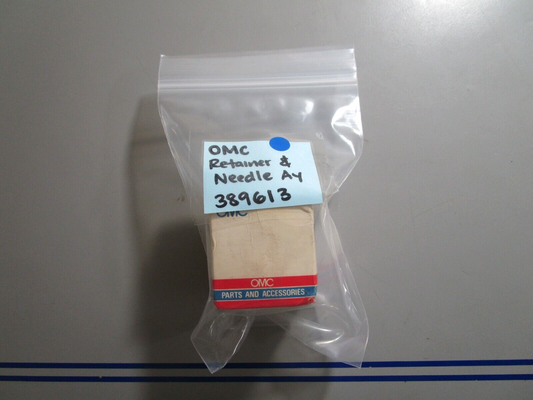 OMC
Retainer &
Needle Ay
389613
OMC
OMC
PARTS AND ACCESSORIES